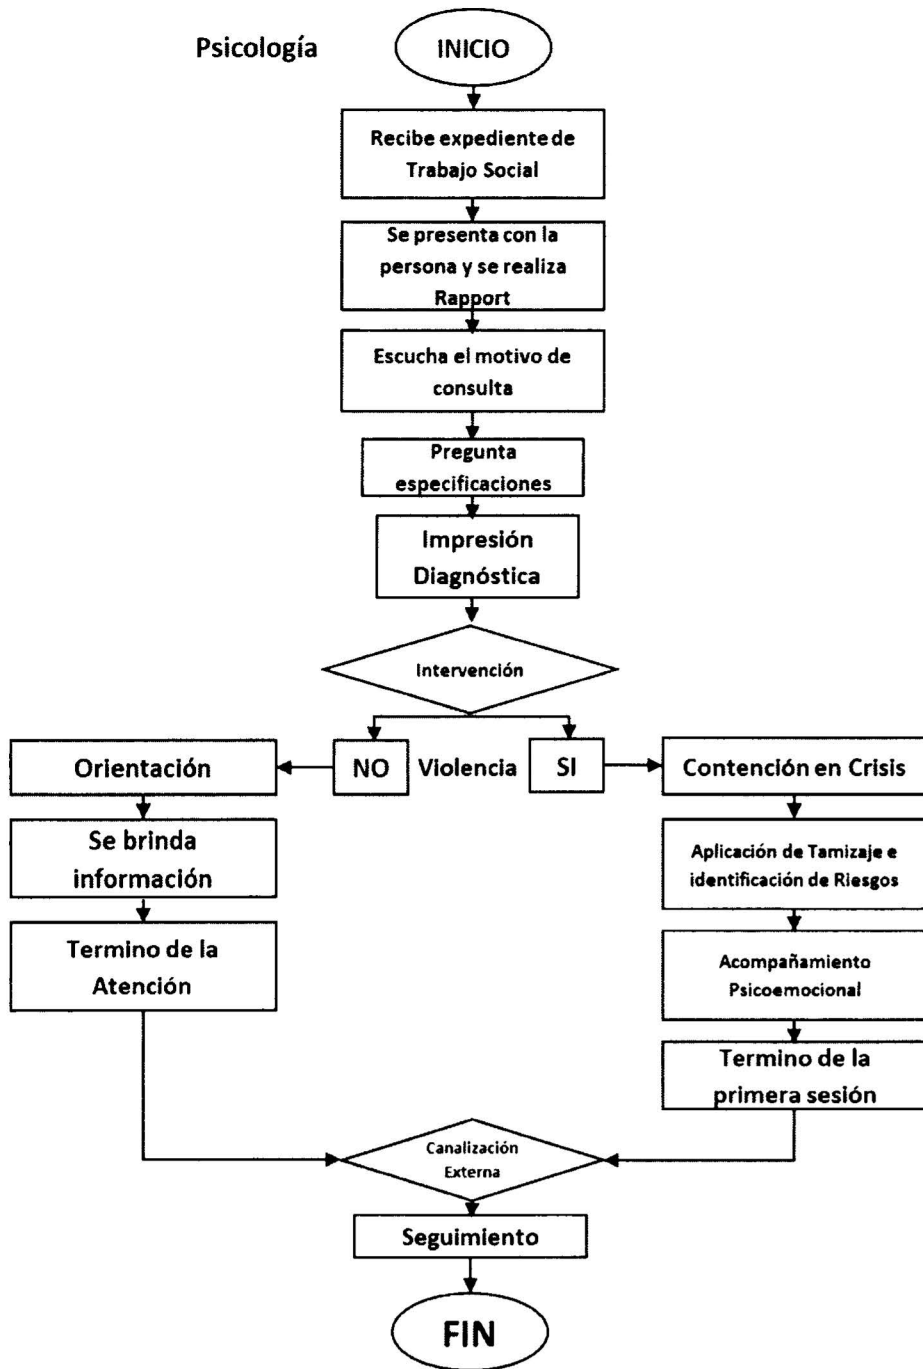 Psicología
INICIO
Recibe expediente de
Trabajo Social
Se presenta con la
persona y se realiza
Rapport
Escucha el motivo de
consulta
Pregunta
especificaciones
Impresión
Diagnóstica
Intervención
Orientación
NO
Violencia
SI
Contención en Crisis
Se brinda
información
Aplicación de Tamizaje e
identificación de Riesgos
Termino de la
Atención
Acompañamiento
Psicoemocional
Termino de la
primera sesión
Canalización
Externa
Seguimiento
FIN